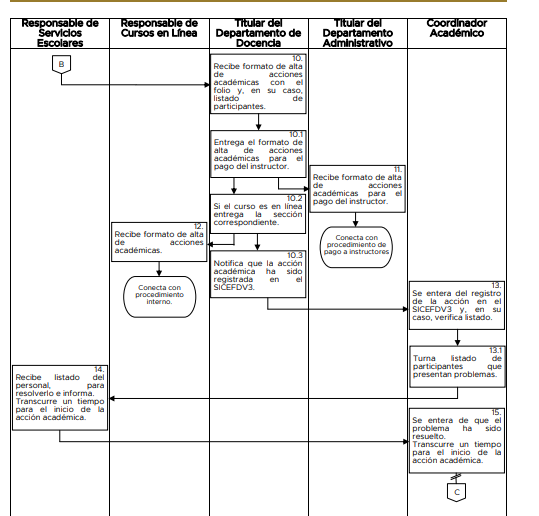 Responsable de
Servicios
Escolares
Responsable de
Cursos en Línea
Titular del
Departamento de
Docencia
Titular del
Departamento
Administrativo
Coordinador
Académico
B
10.
Recibe formato de alta
de acciones
académicas con el
folio y, en su caso,
listado de
participantes.
10.1
Entrega el formato de
alta de acciones
académicas para el
pago del instructor.
11.
Recibe formato de alta
de acciones
académicas para el
pago del instructor.
10.2
Si el curso es en línea
entrega la sección
correspondiente.
12.
Recibe formato de alta
de acciones
académicas.
Conecta con
procedimiento de
pago a instructores
10.3
Notifica que la acción
académica ha sido
registrada en el
SICEFDV3.
Conecta con
procedimiento
interno.
13.
Se entera del registro
de la acción en el
SICEFDV3 y, en su
caso, verifica listado.
13.1
Turna listado de
participantes que
presentan problemas.
14.
Recibe listado del
personal, para
resolverlo e informa.
Transcurre un tiempo
para el inicio de la
acción académica.
15.
Se entera de que el
problema ha sido
resuelto.
Transcurre un tiempo
para el inicio de la
acción académica.
C